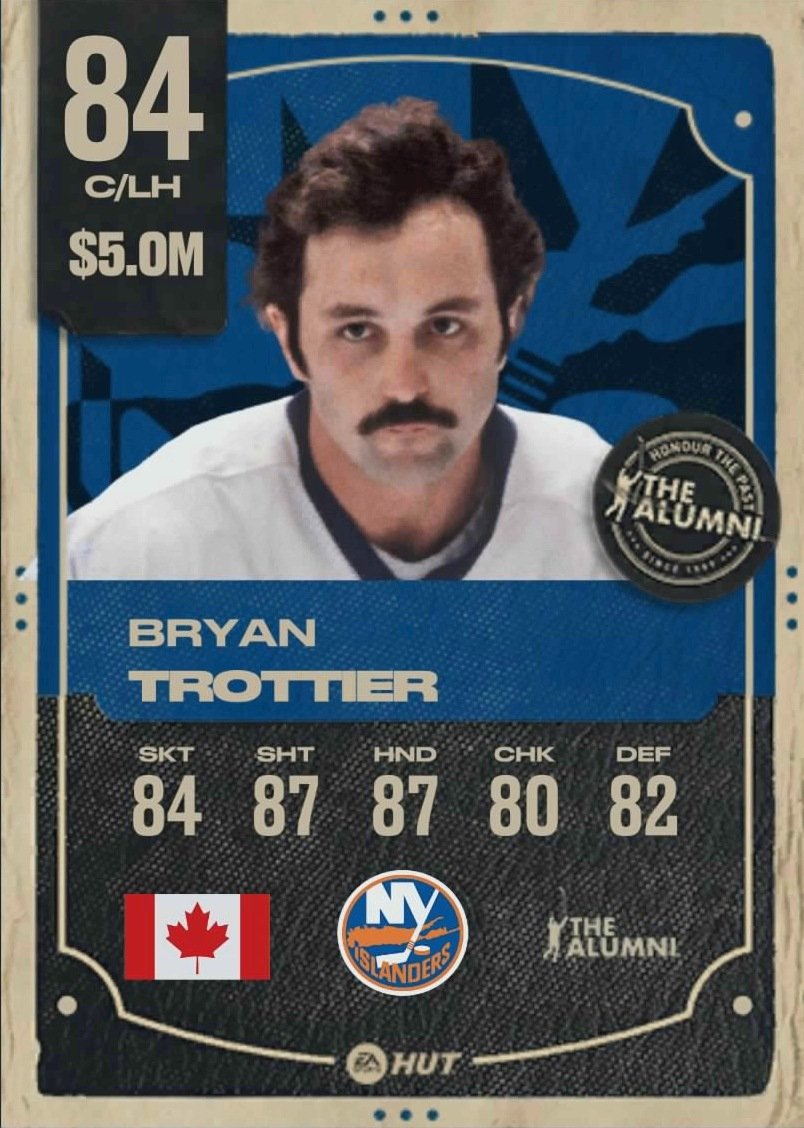 84
C/LH
$5.0M
HONOUR THE PAST
THE
ALUMNI
BRYAN
TROTTIER
SKT SHT HND CHK DEF
84 87 87 80 82
NY
ISLANDERS
THE
ALUMNI
EA
HUT